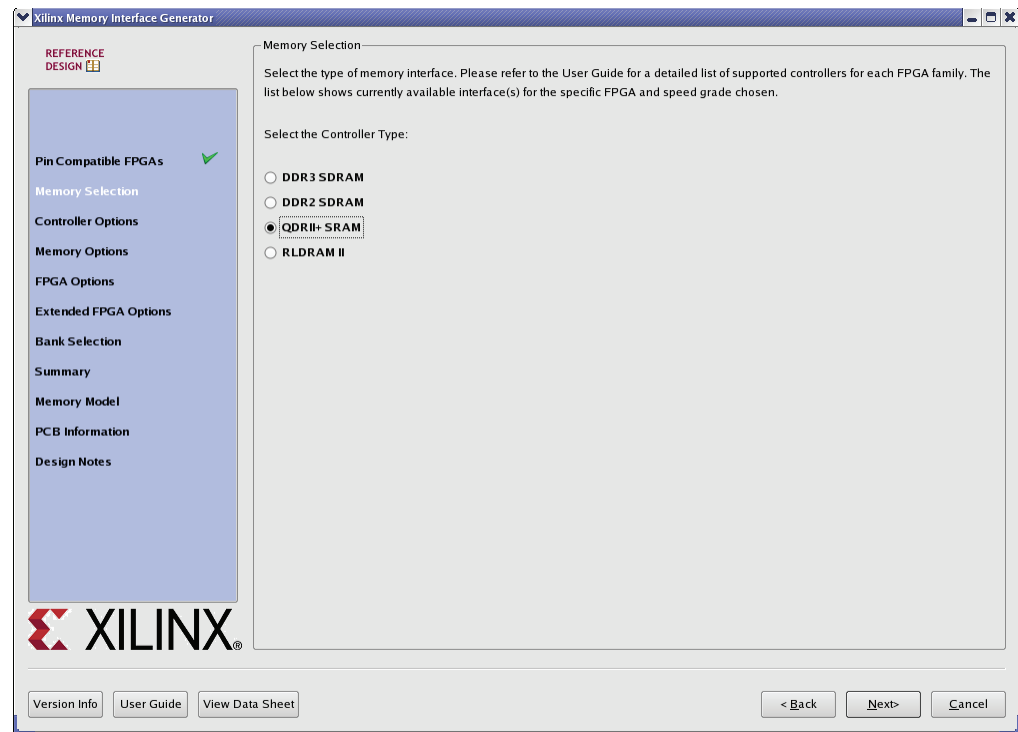 Xilinx Memory Interface Generator
REFERENCE
DESIGN
Pin Compatible FPGAs
Memory Selection
Controller Options
Memory Options
FPGA Options
Extended FPGA Options
Bank Selection
Summary
Memory Model
PCB Information
Design Notes
XILINX®
Memory Selection
Select the type of memory interface. Please refer to the User Guide for a detailed list of supported controllers for each FPGA family. The
list below shows currently available interface(s) for the specific FPGA and speed grade chosen.
Select the Controller Type:
DDR3 SDRAM
DDR2 SDRAM
QDRII+ SRAM
RLDRAM II
Version Info User Guide View Data Sheet < Back Next> Cancel